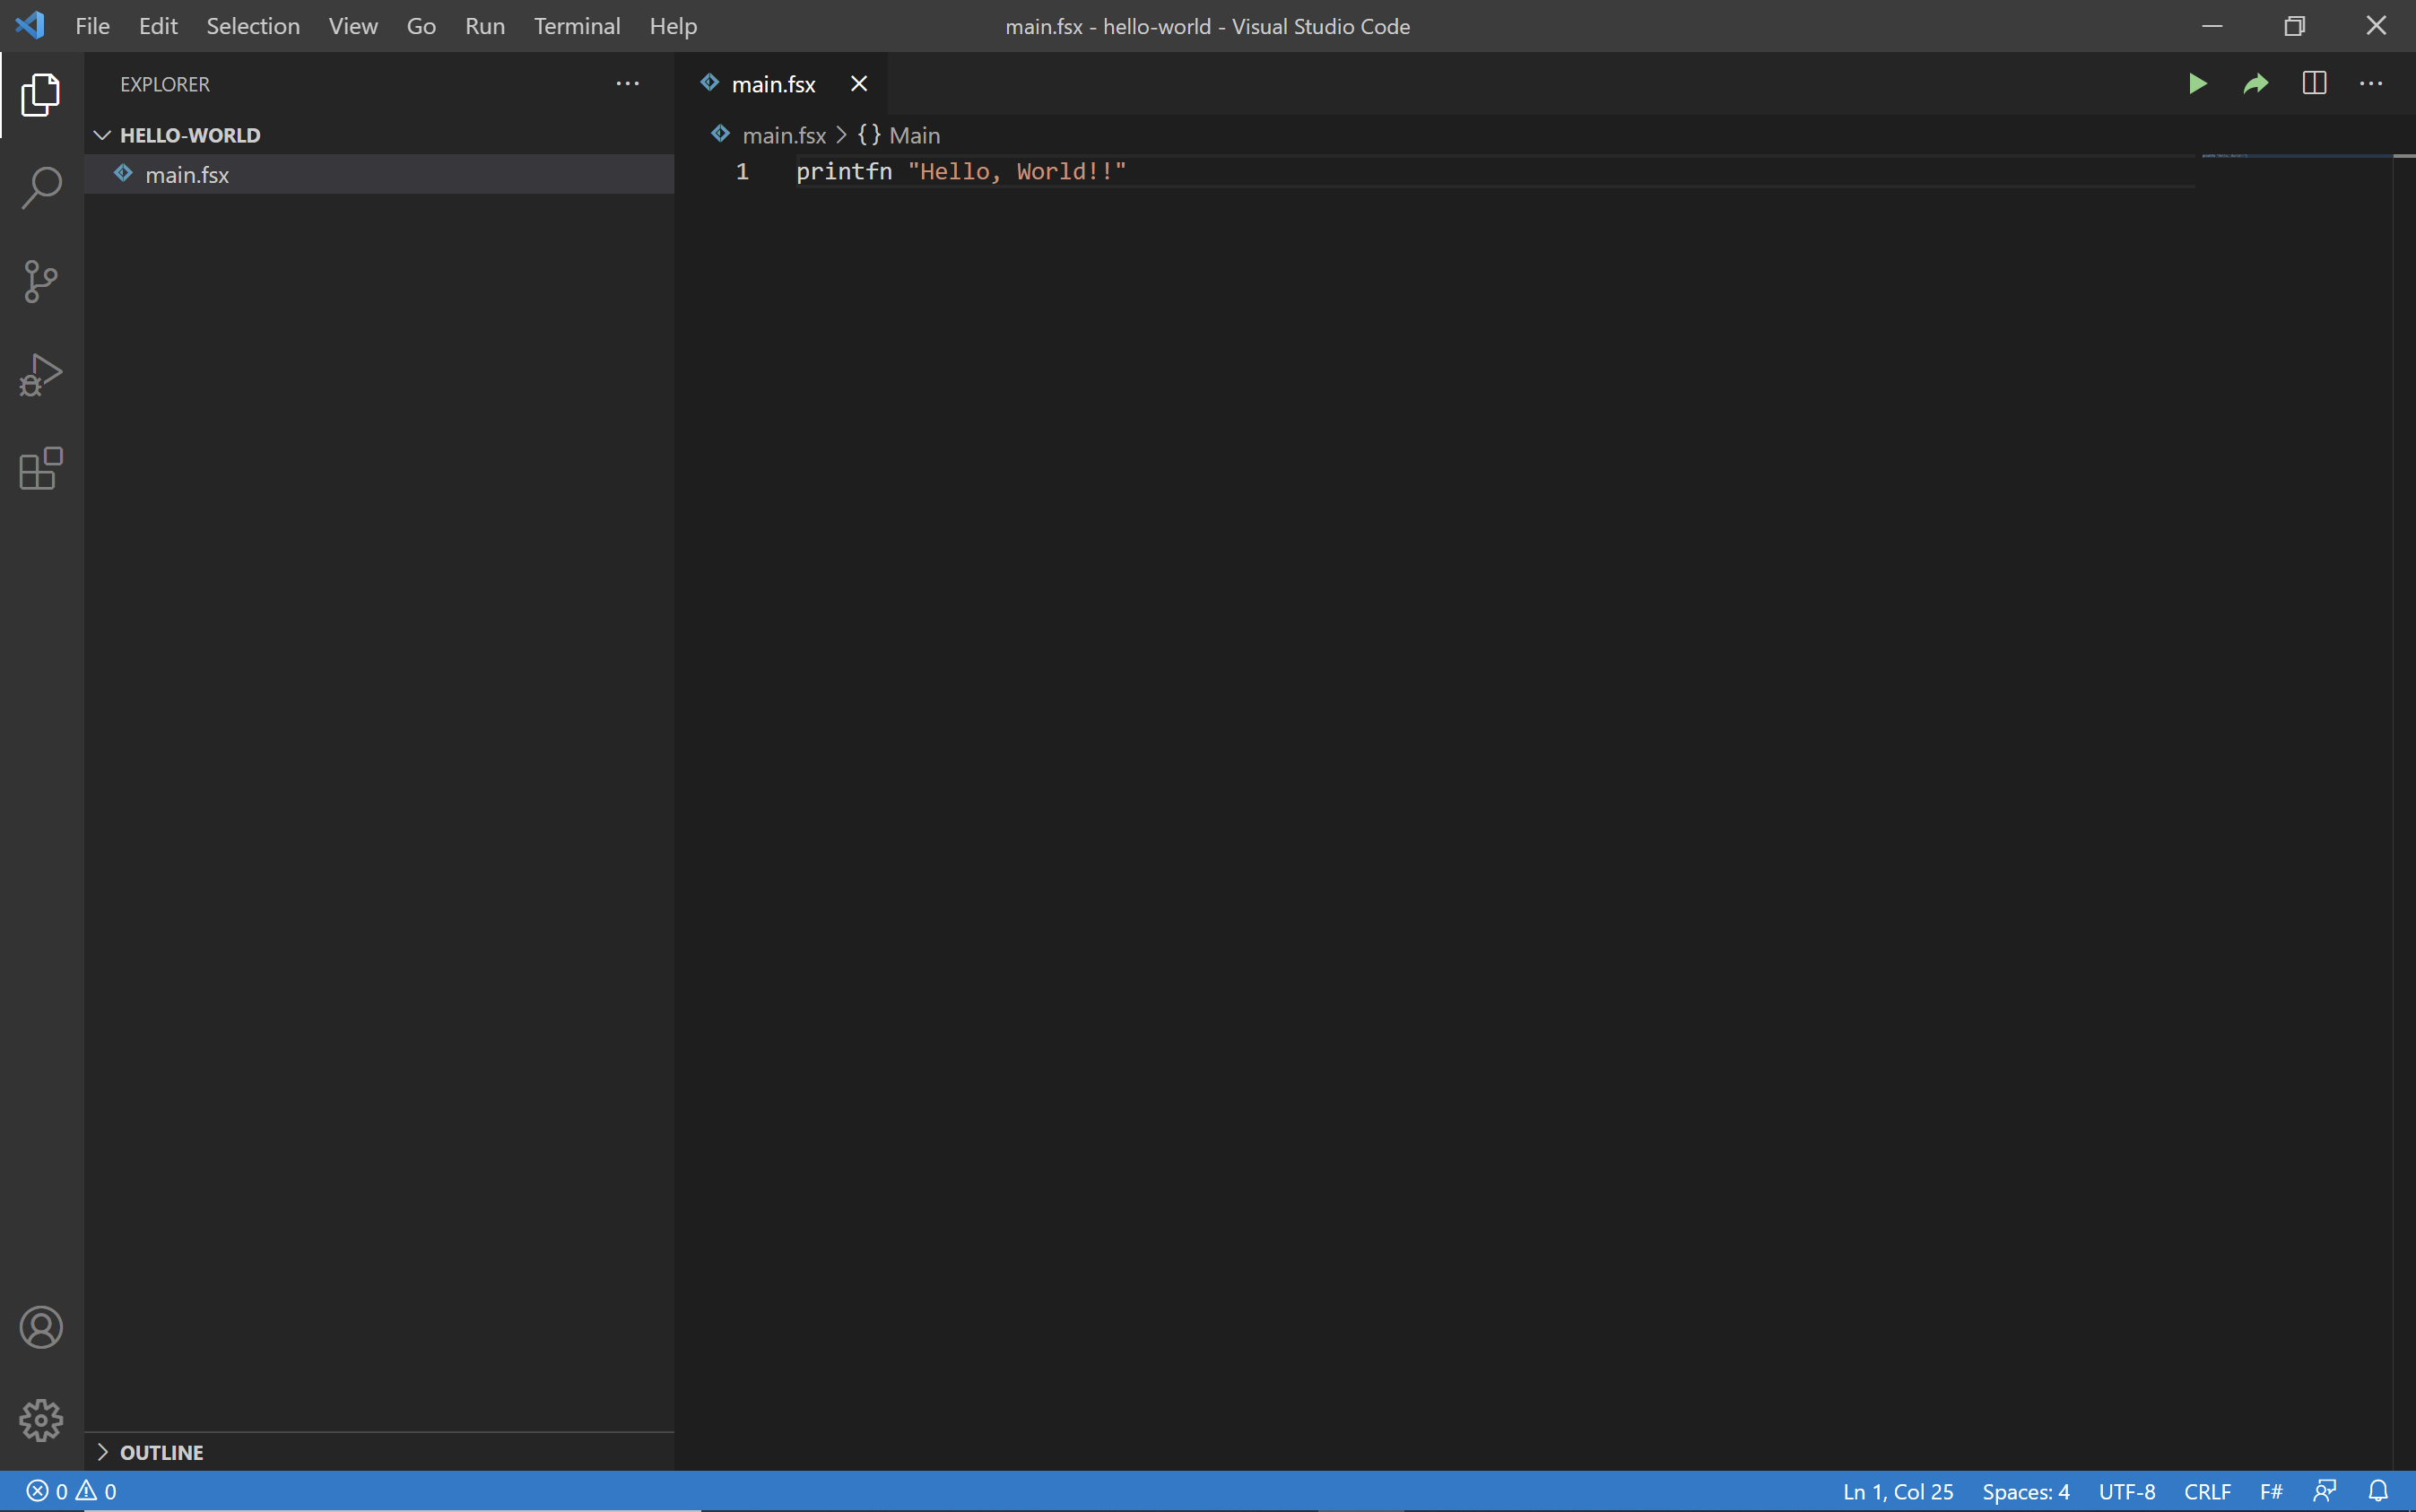 File Edit Selection View Go Run Terminal Help main.fsx - hello-world - Visual Studio Code
EXPLORER
HELLO-WORLD
main.fsx
main.fsx
main.fsx > {} Main
1 printfn "Hello, World!!"
OUTLINE
0 0 Ln 1, Col 25 Spaces: 4 UTF-8 CRLF F#